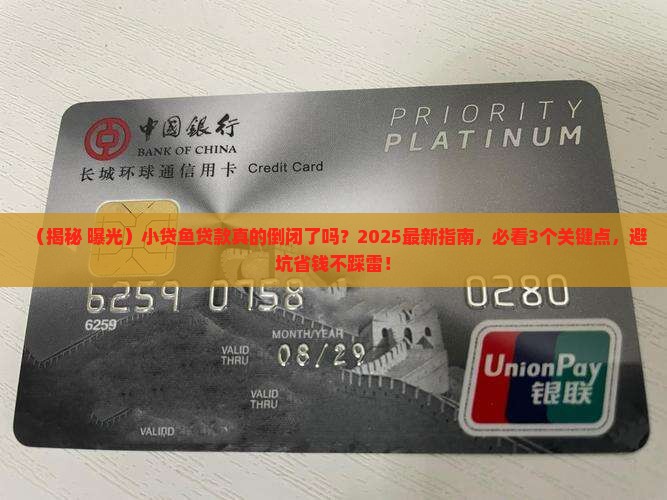 中国银行
BANK OF CHINA
长城环球通信用卡 Credit Card
PRIORITY
PLATINUM
（揭秘 曝光）小贷鱼贷款真的倒闭了吗？2025最新指南，必看3个关键点，避
坑省钱不踩雷！
6259 0758 0280
6259
MONTH/YEAR
VALID
THRU
08/29
VALID
THRU
VALID
UnionPay
银联